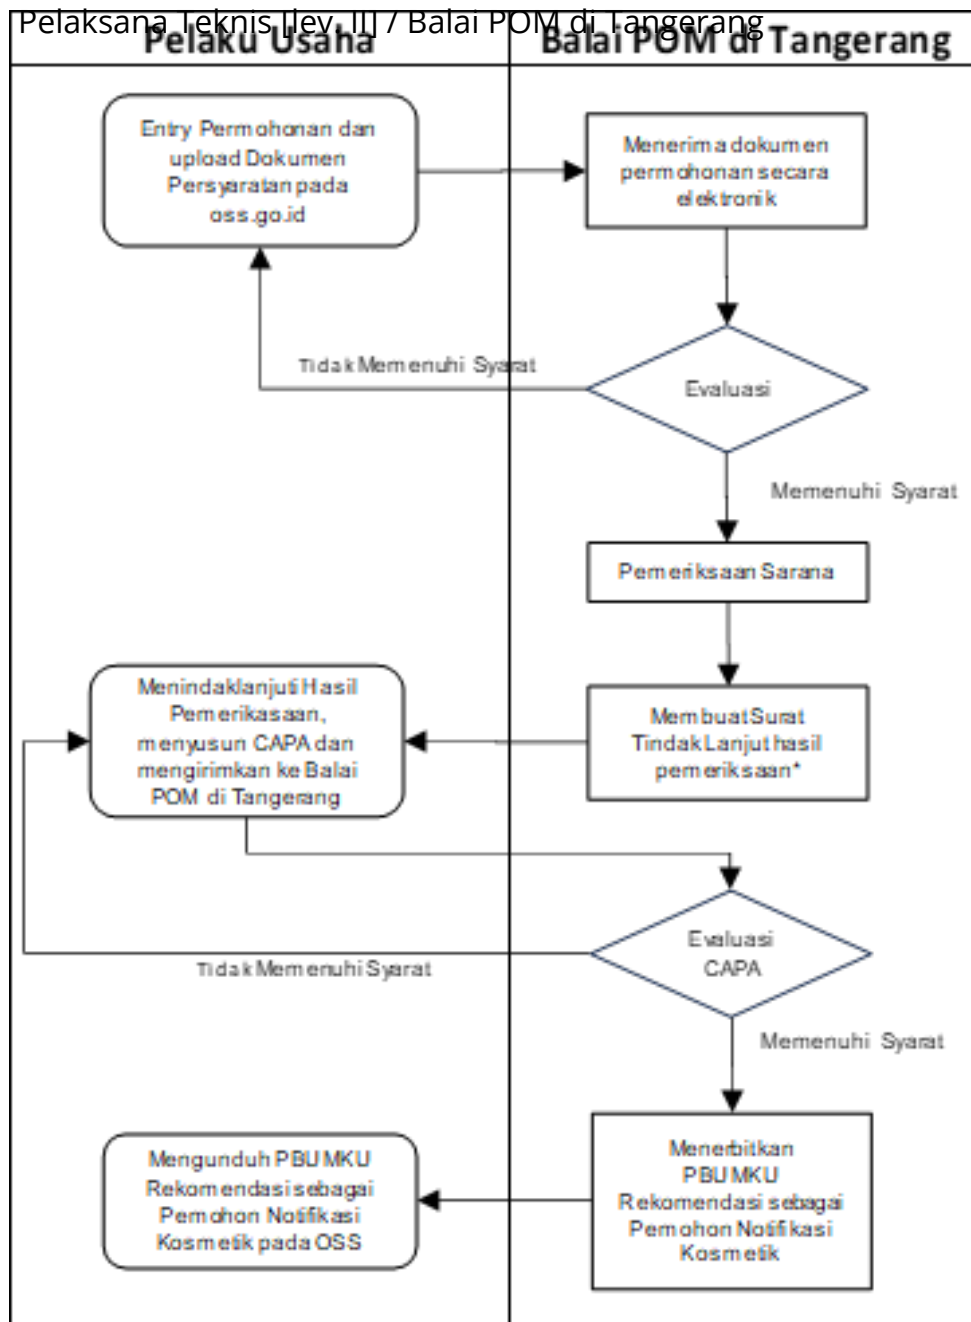 Pelaksana Teknis [lev. II] / Balai POM di Tangerang
Pelaku Usaha
Balai POM di Tangerang
Entry Permohonan dan
upload Dokumen
Persyaratan pada
oss.go.id
Menerima dokumen
permohonan secara
elektronik
Tidak Memenuhi Syarat
Evaluasi
Memenuhi Syarat
Pemeriksaan Sarana
Menindaklanjuti Hasil
Pemerikasaan,
menyusun CAPA dan
mengirimkan ke Balai
POM di Tangerang
Membuat Surat
Tindak Lanjut hasil
pemeriksaan*
Evaluasi
CAPA
Tidak Memenuhi Syarat
Memenuhi Syarat
Mengunduh PBUMKU
Rekomendasi sebagai
Pemohon Notifikasi
Kosmetik pada OSS
Menerbitkan
PBUMKU
Rekomendasi sebagai
Pemohon Notifikasi
Kosmetik